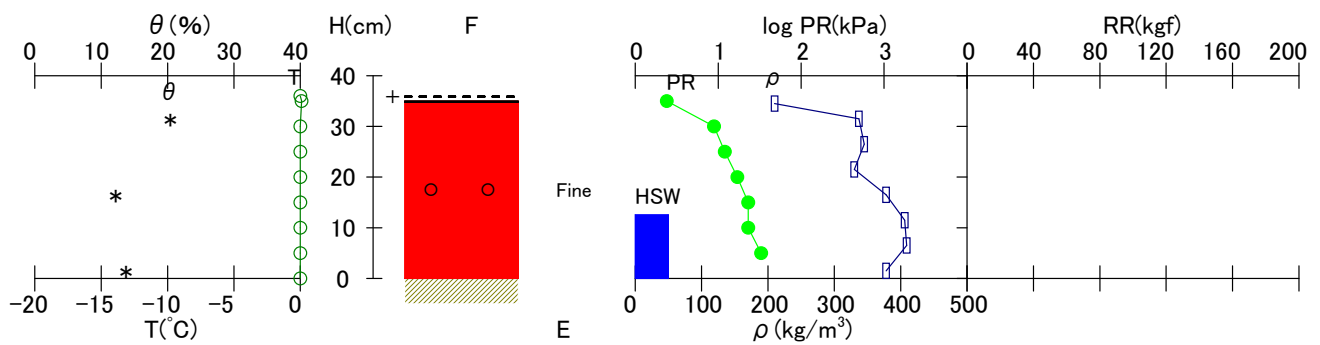 θ (%) H(cm) F log PR(kPa) RR(kgf)
0 10 20 30 40 0 1 2 3 0 40 80 120 160 200
T 40 PR ρ
θ +
* 30
20 Fine HSW
* 10
* 0
-20 -15 -10 -5 0 0 100 200 300 400 500
T(°C) E ρ (kg/m³)